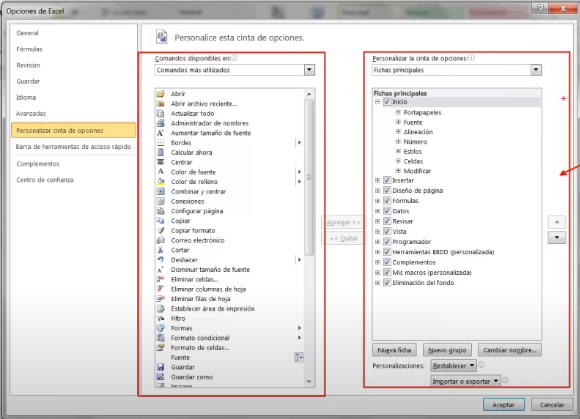 Opciones de Excel
General
Fórmulas
Revisión
Guardar
Idioma
Avanzadas
Personalizar cinta de opciones
Barra de herramientas de acceso rápido
Complementos
Centro de confianza
Personalice esta cinta de opciones.
Comandos disponibles en:
Comandos más utilizados
Abrir
Abrir archivo reciente...
Actualizar todo
Administrador de nombres
Aumentar tamaño de fuente
Bordes
Calcular ahora
Centrar
Color de fuente
Color de relleno
Combinar y centrar
Conexiones
Configurar página
Copiar
Copiar formato
Correo electrónico
Cortar
Deshacer
Disminuir tamaño de fuente
Eliminar celdas...
Eliminar columnas de hoja
Eliminar filas de hoja
Establecer área de impresión
Filtro
Formas
Formato condicional
Formato de celdas...
Fuente
Guardar
Guardar como
Imagen
Agregar >>
<< Quitar
Personalizar la cinta de opciones:
Fichas principales
Fichas principales
Inicio
Portapapeles
Fuente
Alineación
Número
Estilos
Celdas
Modificar
Insertar
Diseño de página
Fórmulas
Datos
Revisar
Vista
Programador
Herramientas BBDD (personalizada)
Complementos
Mis macros (personalizada)
Eliminación del fondo
Nueva ficha Nuevo grupo Cambiar nombre...
Personalizaciones: Restablecer
Importar o exportar
Aceptar Cancelar